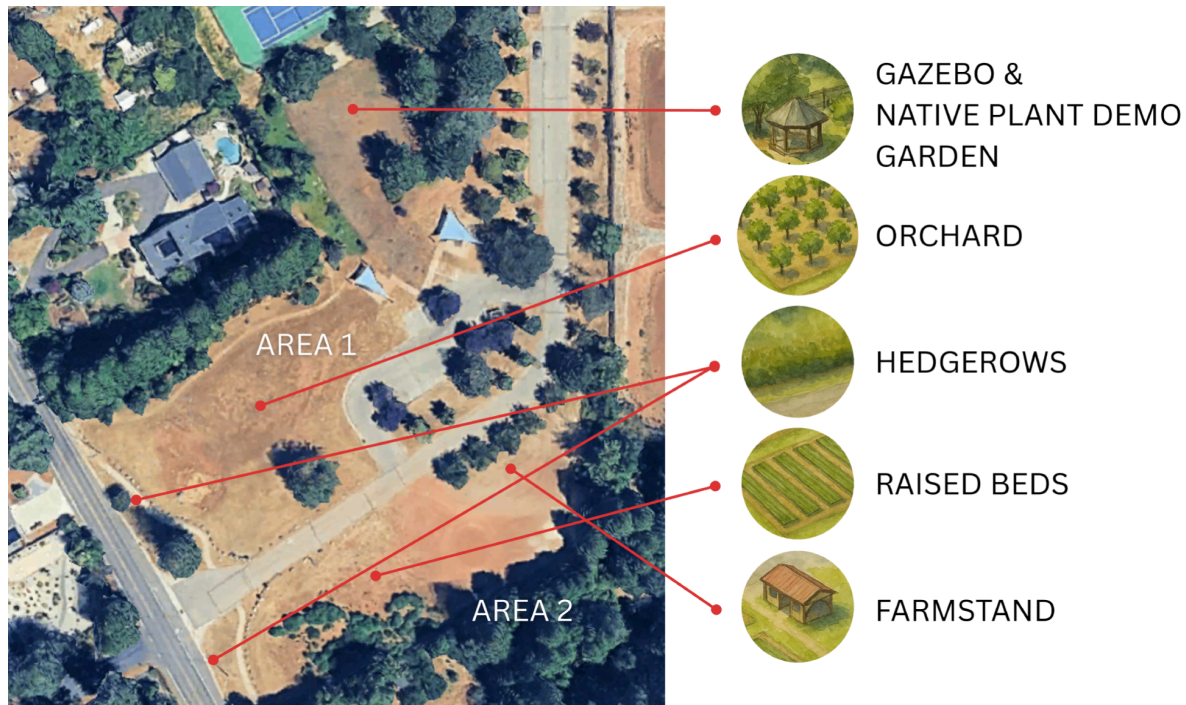 GAZEBO &
NATIVE PLANT DEMO
GARDEN
ORCHARD
AREA 1
HEDGEROWS
RAISED BEDS
AREA 2
FARMSTAND